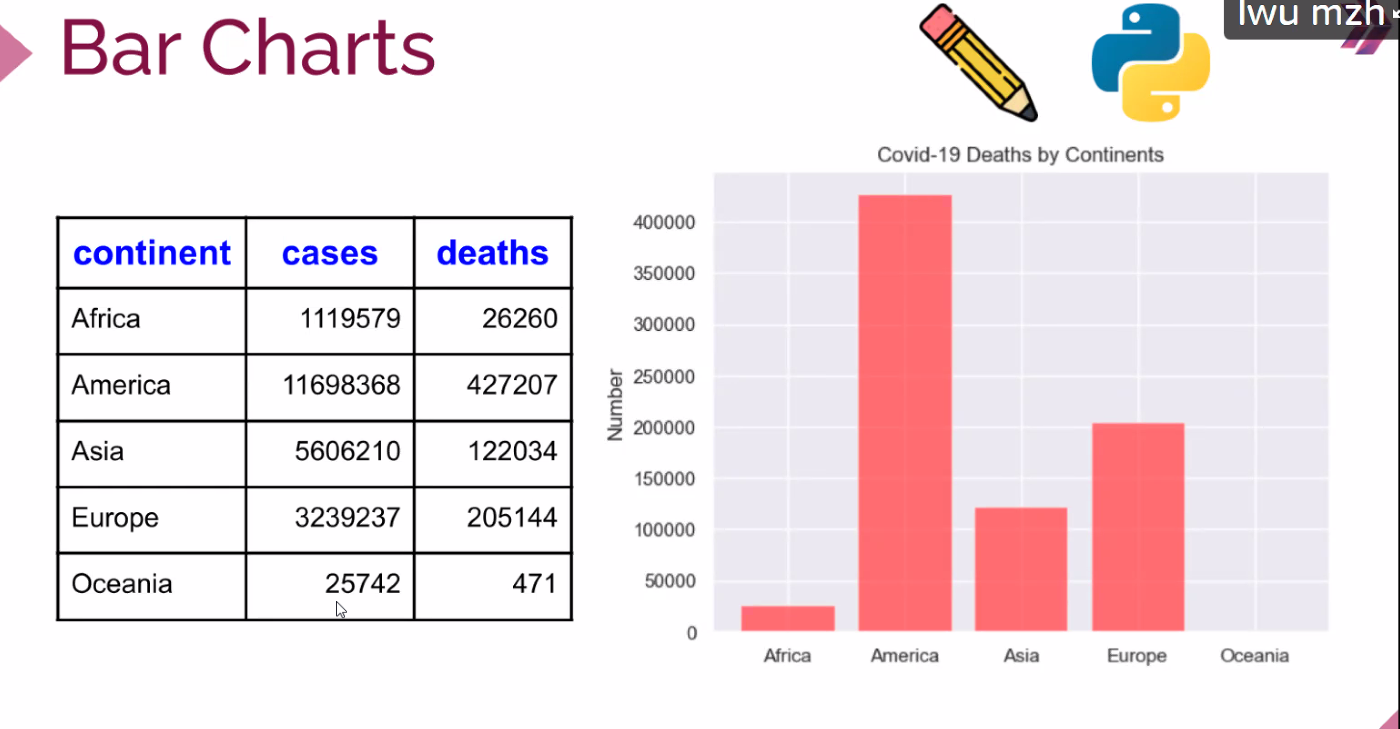 Bar Charts
lwu mzh
continent cases deaths
Africa 1119579 26260
America 11698368 427207
Asia 5606210 122034
Europe 3239237 205144
Oceania 25742 471
Covid-19 Deaths by Continents
Number
400000
350000
300000
250000
200000
150000
100000
50000
0
Africa America Asia Europe Oceania